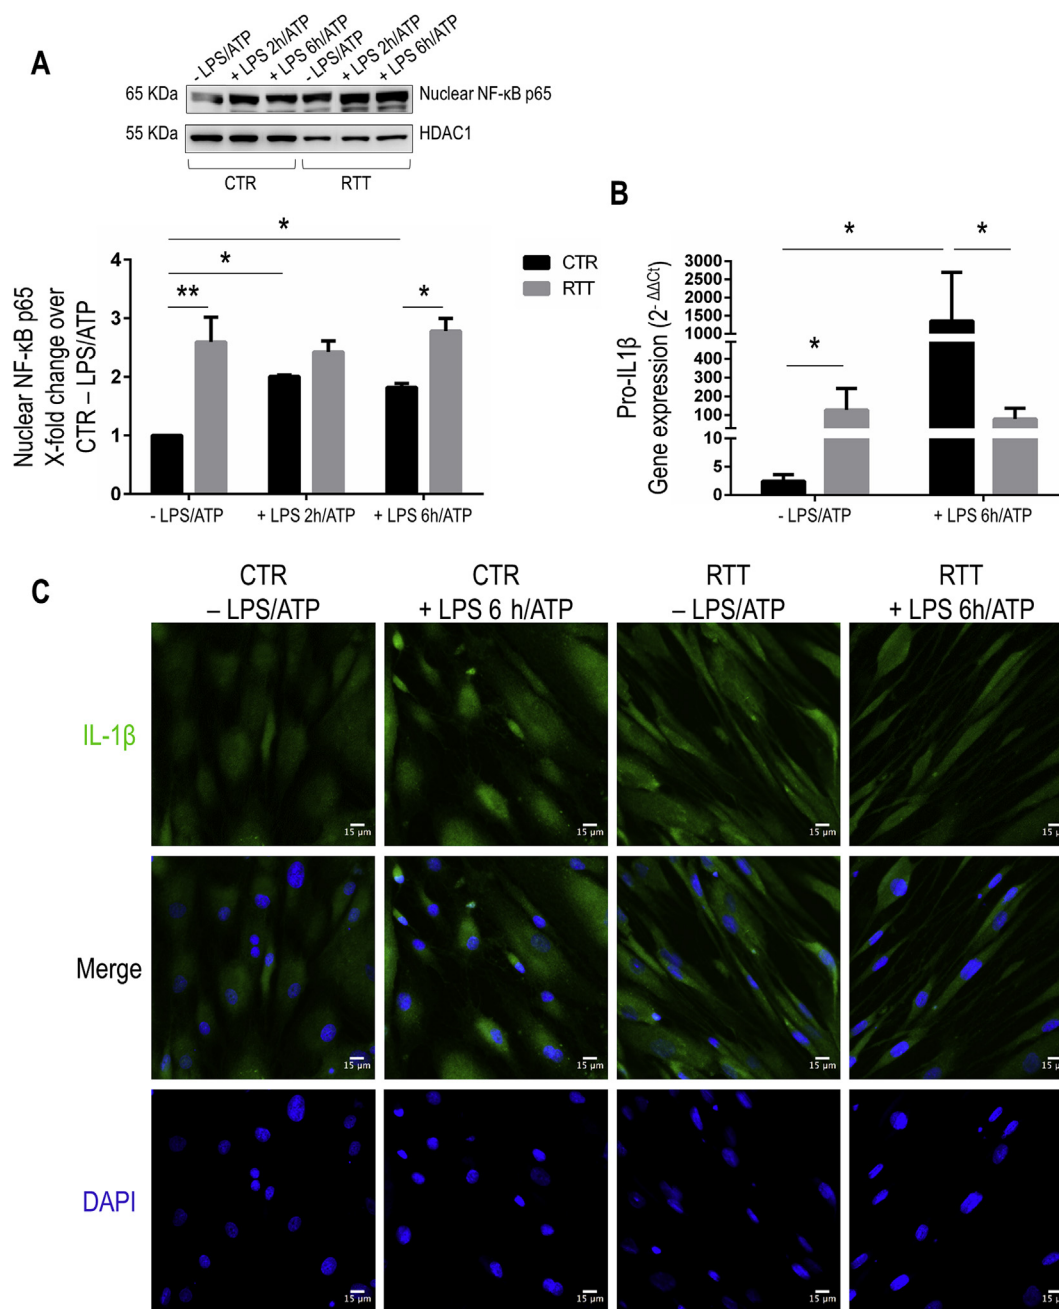 A
- LPS/ATP
+ LPS 2h/ATP
+ LPS 6h/ATP
- LPS/ATP
+ LPS 2h/ATP
+ LPS 6h/ATP
65 KDa
Nuclear NF-κB p65
55 KDa
HDAC1
CTR
RTT
Nuclear NF-κB p65
X-fold change over
CTR – LPS/ATP
4
3
2
1
0
**
*
*
*
- LPS/ATP
+ LPS 2h/ATP
+ LPS 6h/ATP
CTR
RTT
B
Pro-IL1β
Gene expression (2- ΔΔCt)
3000
2500
2000
1500
1000
500
400
300
200
100
10
5
0
*
*
*
- LPS/ATP
+ LPS 6h/ATP
C
CTR
– LPS/ATP
CTR
+ LPS 6 h/ATP
RTT
– LPS/ATP
RTT
+ LPS 6h/ATP
IL-1β
15 µm
15 µm
15 µm
15 µm
Merge
15 µm
15 µm
15 µm
15 µm
DAPI
15 µm
15 µm
15 µm
15 µm